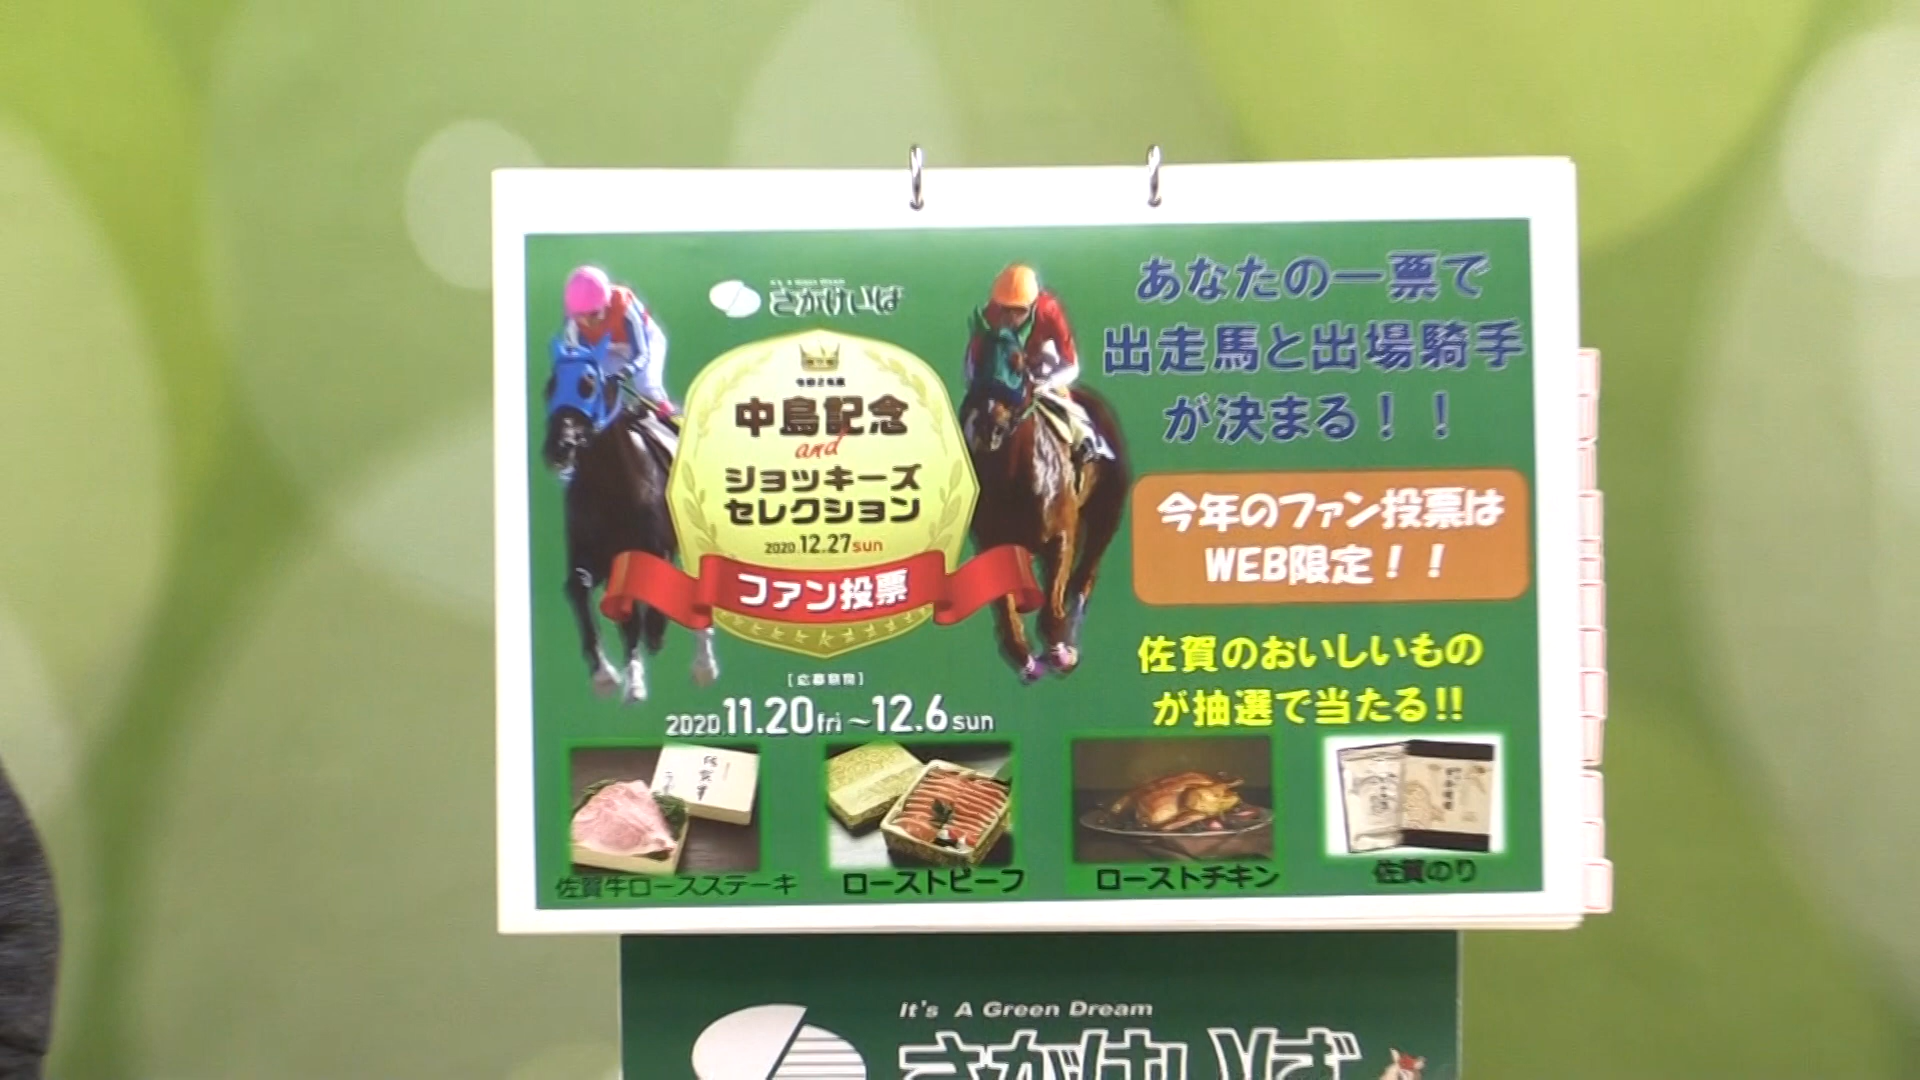 さがけいば
令和2年度
中島記念
and
ジョッキーズ
セレクション
2020.12.27sun
ファン投票
[応募期間]
2020.11.20fri～12.6sun
あなたの一票で
出走馬と出場騎手
が決まる！！
今年のファン投票は
WEB限定！！
佐賀のおいしいもの
が抽選で当たる!!
佐賀牛ロースステーキ
ローストビーフ
ローストチキン
佐賀のり
It's A Green Dream
さがけいば